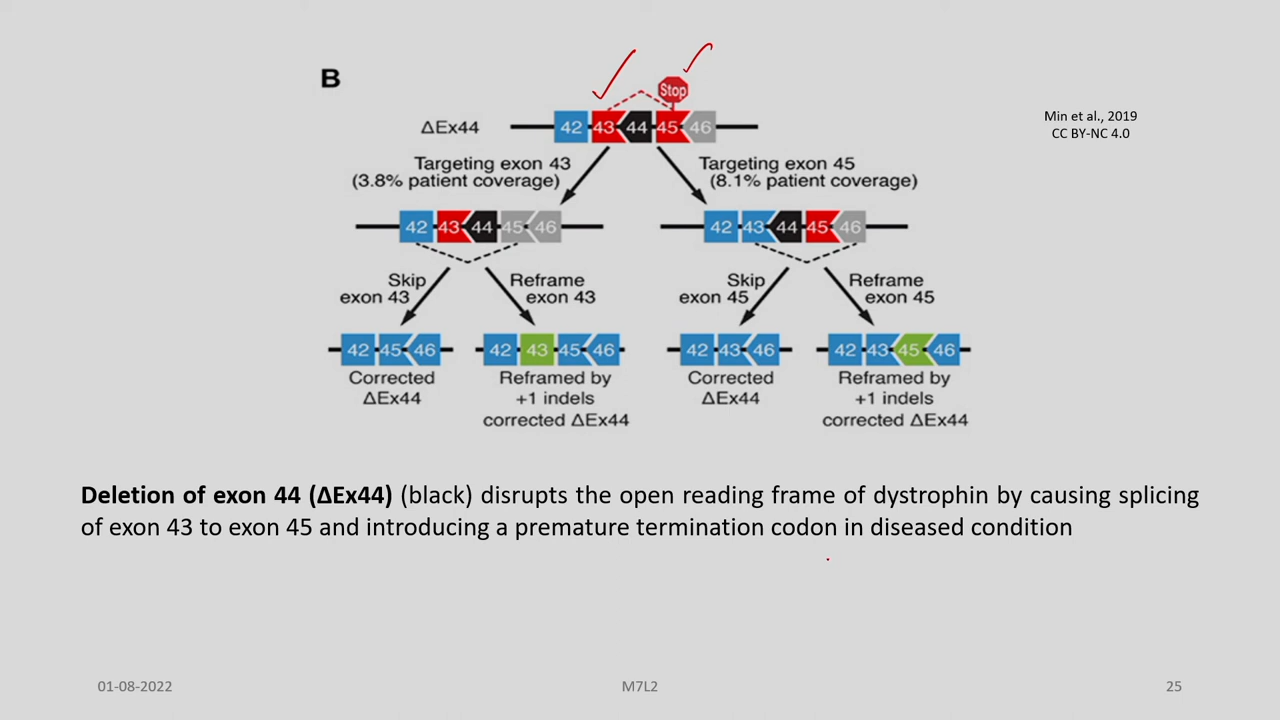 B
Stop
Min et al., 2019
CC BY-NC 4.0
ΔEx44
42 43 44 45 46
Targeting exon 43
(3.8% patient coverage)
Targeting exon 45
(8.1% patient coverage)
42 43 44 45 46
42 43 44 45 46
Skip
exon 43
Reframe
exon 43
Skip
exon 45
Reframe
exon 45
42 45 46
42 43 45 46
42 43 46
42 43 45 46
Corrected
ΔEx44
Reframed by
+1 indels
corrected ΔEx44
Corrected
ΔEx44
Reframed by
+1 indels
corrected ΔEx44
Deletion of exon 44 (ΔEx44) (black) disrupts the open reading frame of dystrophin by causing splicing
of exon 43 to exon 45 and introducing a premature termination codon in diseased condition
01-08-2022
M7L2
25